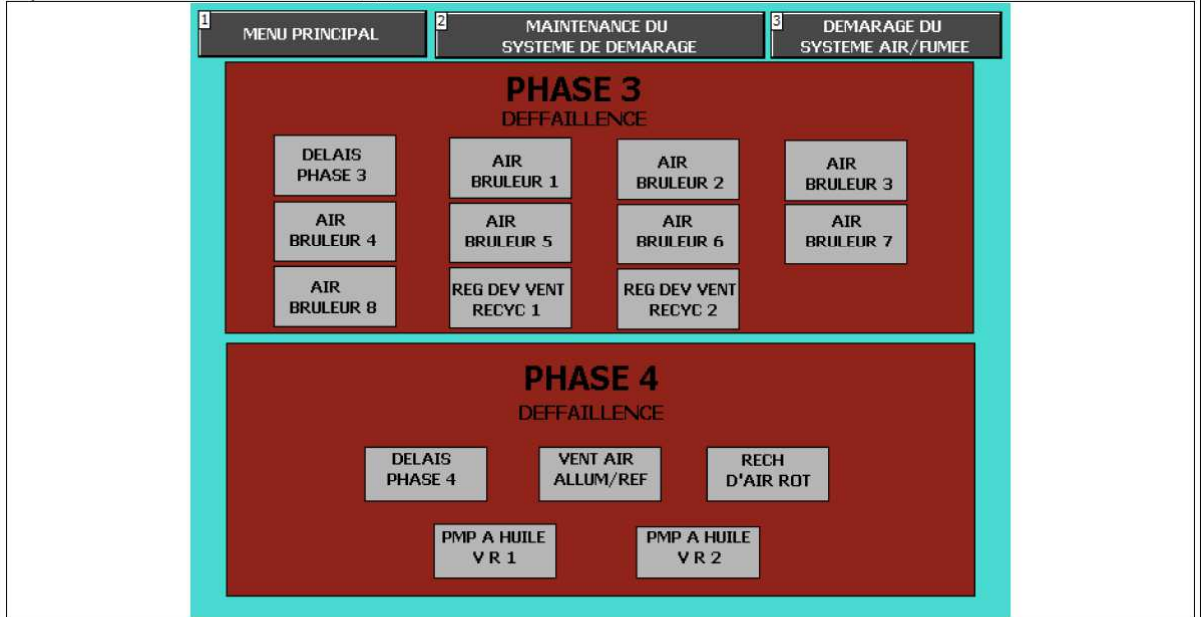 1
MENU PRINCIPAL
2
MAINTENANCE DU
SYSTEME DE DEMARAGE
3
DEMARAGE DU
SYSTEME AIR/FUMEE
PHASE 3
DEFFAILLENCE
DELAIS
PHASE 3
AIR
BRULEUR 1
AIR
BRULEUR 2
AIR
BRULEUR 3
AIR
BRULEUR 4
AIR
BRULEUR 5
AIR
BRULEUR 6
AIR
BRULEUR 7
AIR
BRULEUR 8
REG DEV VENT
RECYC 1
REG DEV VENT
RECYC 2
PHASE 4
DEFFAILLENCE
DELAIS
PHASE 4
VENT AIR
ALLUM/REF
RECH
D'AIR ROT
PMP A HUILE
V R 1
PMP A HUILE
V R 2